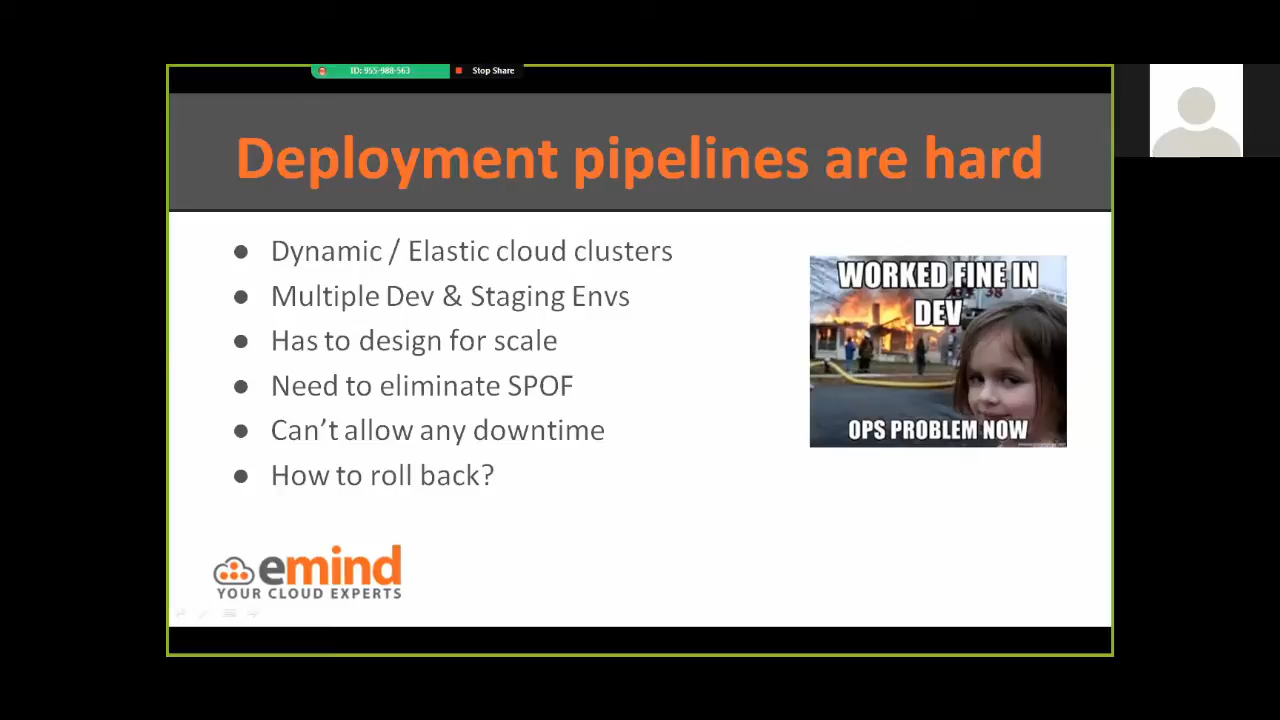 ID: 955-988-563 Stop Share
Deployment pipelines are hard
● Dynamic / Elastic cloud clusters
● Multiple Dev & Staging Envs
● Has to design for scale
● Need to eliminate SPOF
● Can't allow any downtime
● How to roll back?
WORKED FINE IN
DEV
OPS PROBLEM NOW
emind
YOUR CLOUD EXPERTS